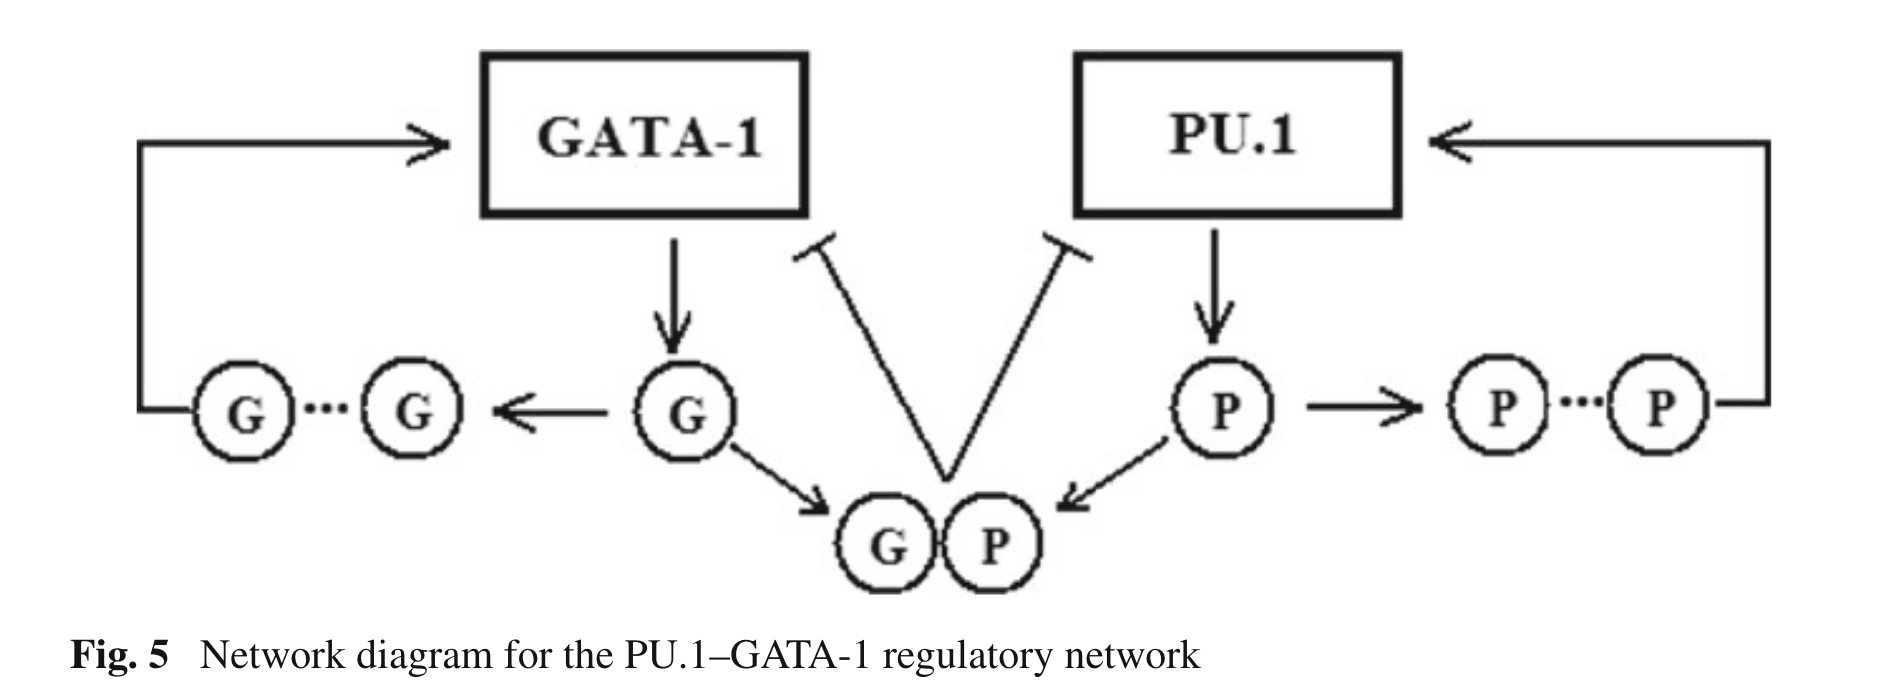 GATA-1
PU.1
G ••• G
G
P
P ••• P
G P
Fig. 5 Network diagram for the PU.1–GATA-1 regulatory network